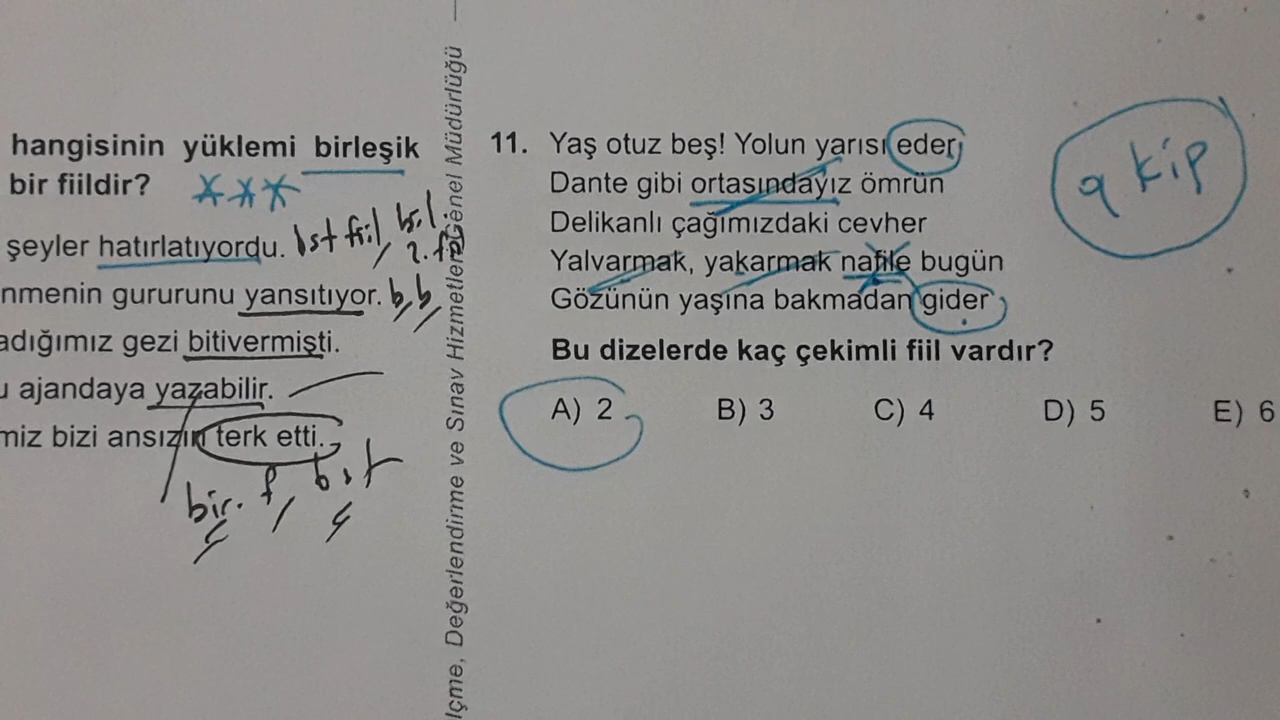 hangisinin yüklemi birleşik
bir fiildir?
şeyler hatırlatıyordu.
nmenin gururunu yansıtıyor. b, b,
adığımız gezi bitivermişti.
u ajandaya yazabilir.
miz bizi ansızın terk etti.
bir. f,
Genel Müdürlüğü
lçme, Değerlendirme ve Sınav Hizmetleri
11. Yaş otuz beş! Yolun yarısı eder,
Dante gibi ortasındayız ömrün
Delikanlı çağımızdaki cevher
Yalvarmak, yakarmak nafile bugün
Gözünün yaşına bakmadan gider
Bu dizelerde kaç çekimli fiil vardır?
A) 2 B) 3 C) 4 D) 5 E) 6
9 kip